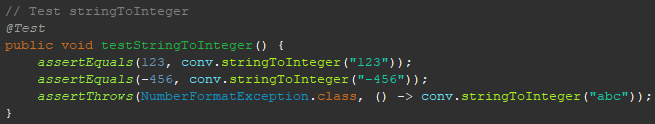 // Test stringToInteger
@Test
public void testStringToInteger() {
    assertEquals(123, conv.stringToInteger("123"));
    assertEquals(-456, conv.stringToInteger("-456"));
    assertThrows(NumberFormatException.class, () -> conv.stringToInteger("abc"));
}